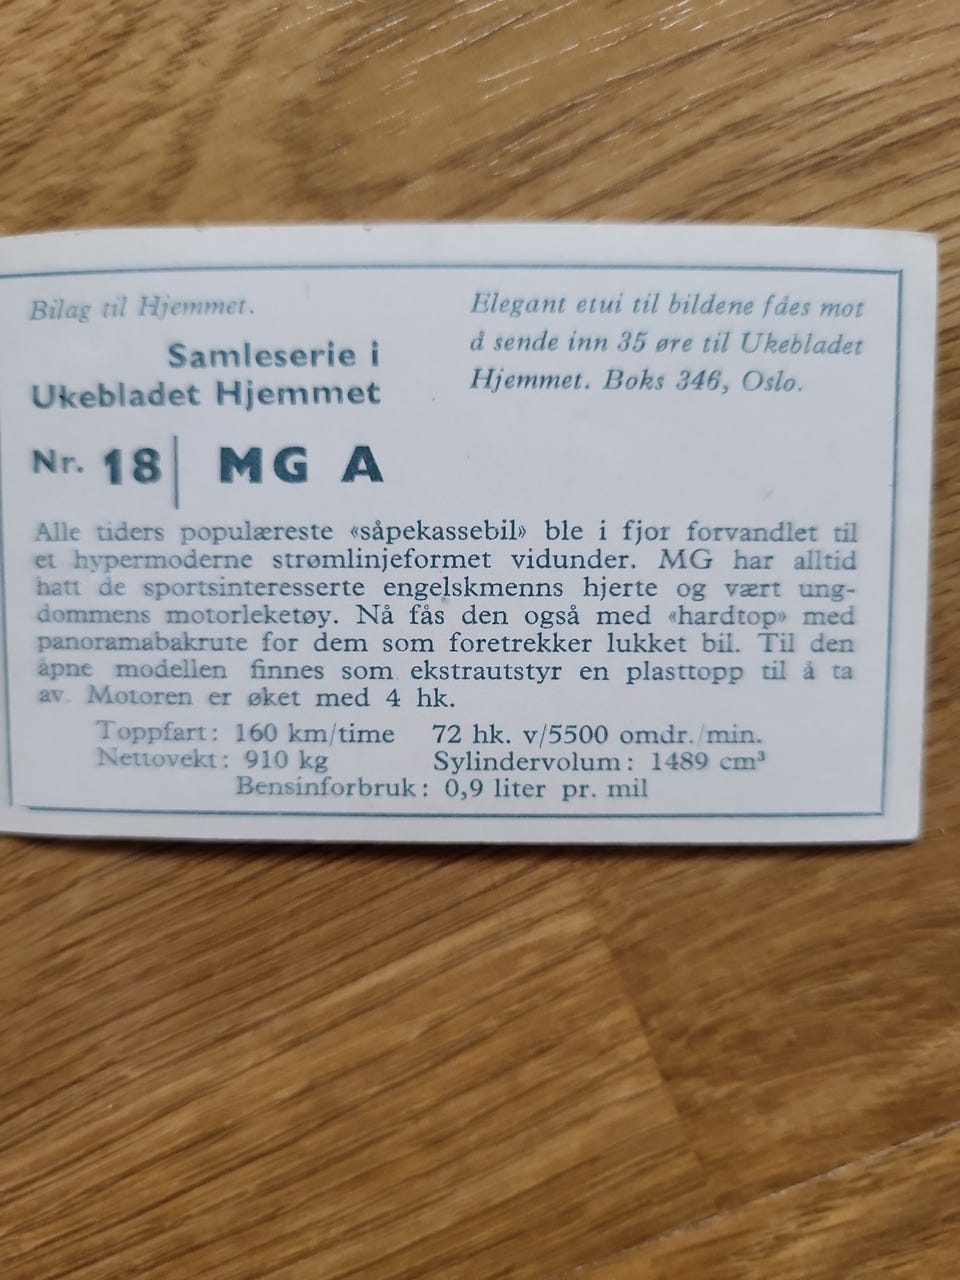 Bilag til Hjemmet.
Samleserie i
Ukebladet Hjemmet
Elegant etui til bildene fåes mot
å sende inn 35 øre til Ukebladet
Hjemmet. Boks 346, Oslo.
Nr. 18 | MG A
Alle tiders populæreste «såpekassebil» ble i fjor forvandlet til
et hypermoderne strømlinjeformet vidunder. MG har alltid
hatt de sportsinteresserte engelskmenns hjerte og vært ung-
dommens motorleketøy. Nå fås den også med «hardtop» med
panoramabakrute for dem som foretrekker lukket bil. Til den
åpne modellen finnes som ekstrautstyr en plasttopp til å ta
av. Motoren er øket med 4 hk.
Toppfart: 160 km/time 72 hk. v/5500 omdr./min.
Nettovekt: 910 kg Sylindervolum: 1489 cm³
Bensinforbruk: 0,9 liter pr. mil